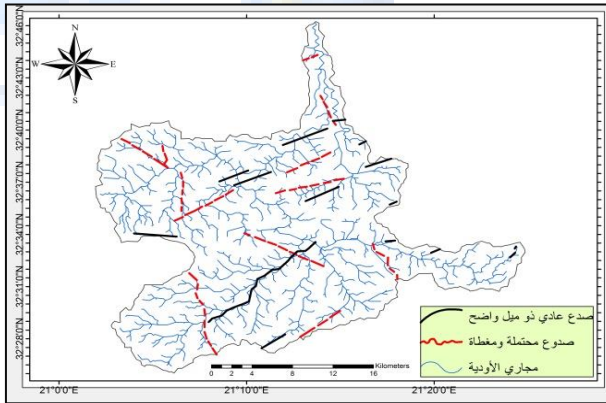 N
W E
S
32°46'0"N
32°43'0"N
32°40'0"N
32°37'0"N
32°34'0"N
32°31'0"N
32°28'0"N
صدع عادي ذو ميل واضح
صدوع محتملة ومغطاة
مجاري الأودية
Kilometers
0 2 4 8 12 16
21°0'0"E 21°10'0"E 21°20'0"E